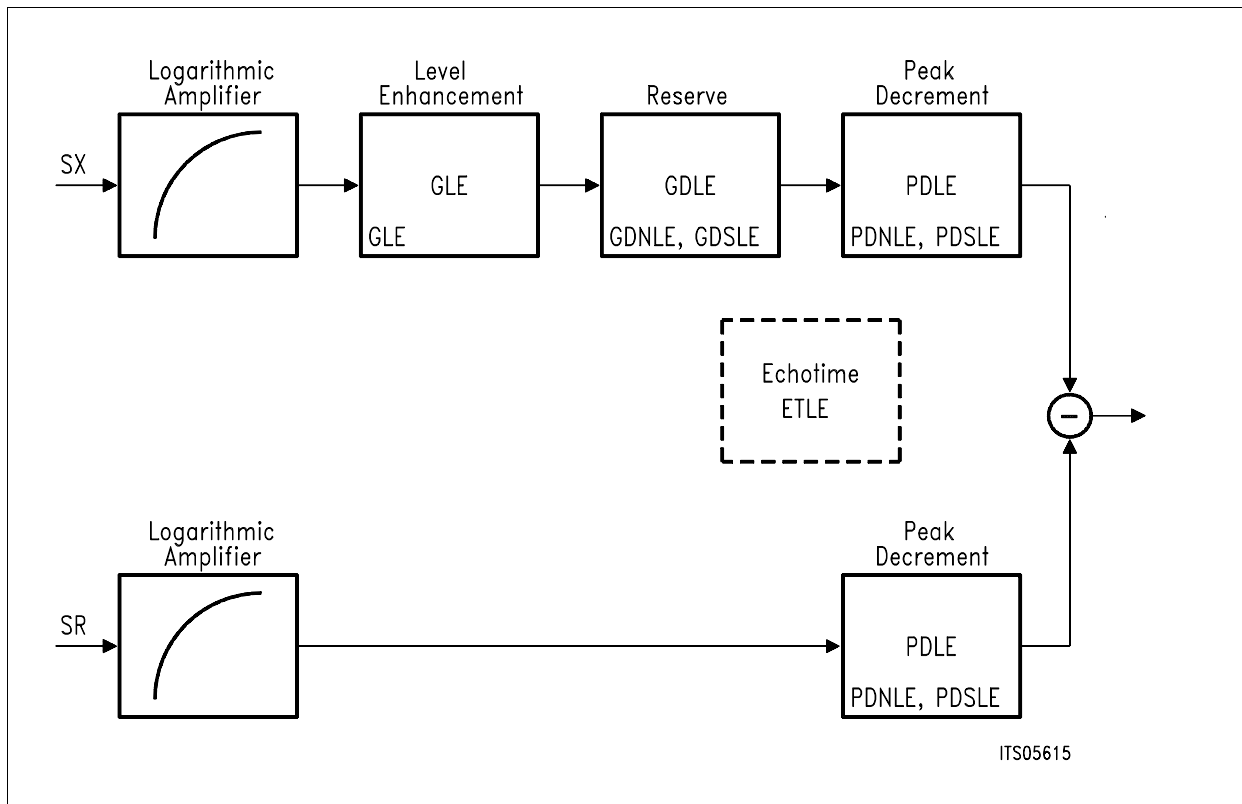 Logarithmic
Amplifier
Level
Enhancement
Reserve
Peak
Decrement
SX
GLE
GLE
GDLE
GDNLE, GDSLE
PDLE
PDNLE, PDSLE
Echotime
ETLE
–
Logarithmic
Amplifier
Peak
Decrement
SR
PDLE
PDNLE, PDSLE
ITS05615